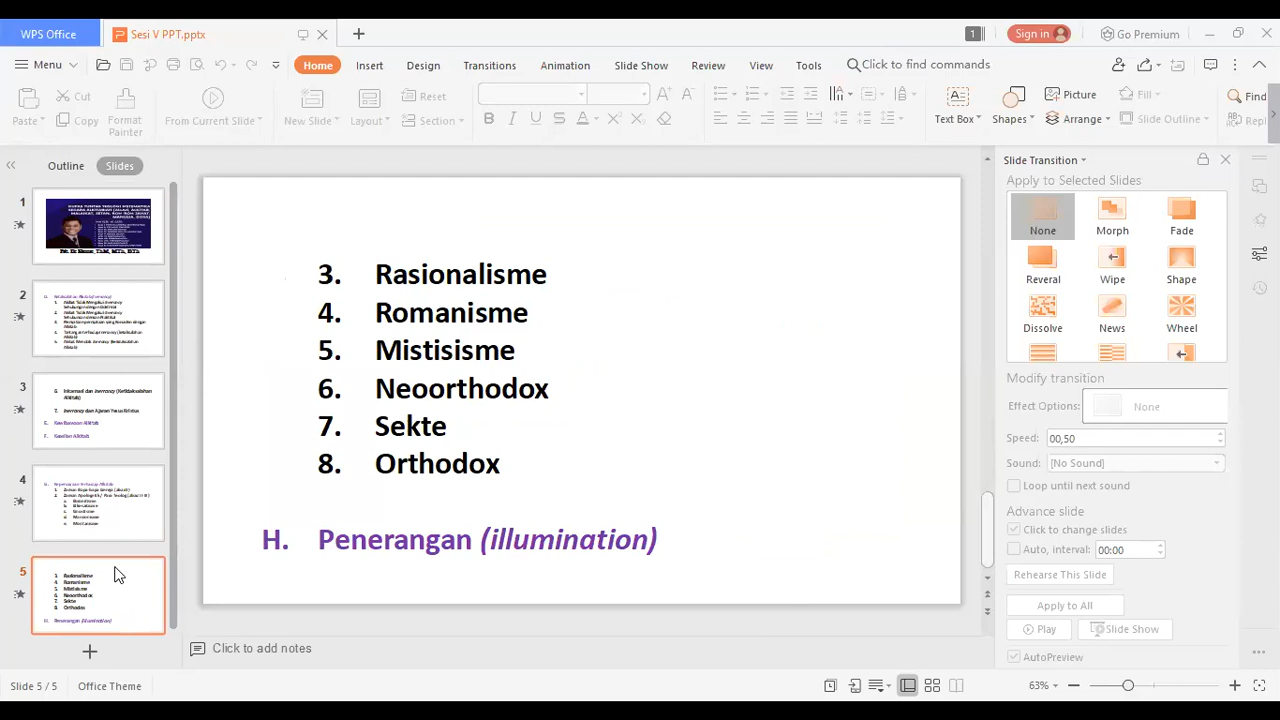 WPS Office
Sesi V PPT.pptx
1
Sign in
Go Premium
Menu
Home
Insert
Design
Transitions
Animation
Slide Show
Review
View
Tools
Click to find commands
Paste
Cut
Format Painter
From Current Slide
New Slide
Layout
Reset
Section
B I U S A
Text Box
Shapes
Picture
Arrange
Fill
Slide Outline
Find
Outline
Slides
1
2
3
4
5
3. Rasionalisme
4. Romanisme
5. Mistisisme
6. Neoorthodox
7. Sekte
8. Orthodox
H. Penerangan (illumination)
Click to add notes
Slide Transition
Apply to Selected Slides
None
Morph
Fade
Reveral
Wipe
Shape
Dissolve
News
Wheel
Modify transition
Effect Options:
None
Speed: 00,50
Sound: [No Sound]
Loop until next sound
Advance slide
Click to change slides
Auto, interval: 00:00
Rehearse This Slide
Apply to All
Play
Slide Show
AutoPreview
Slide 5 / 5
Office Theme
63%